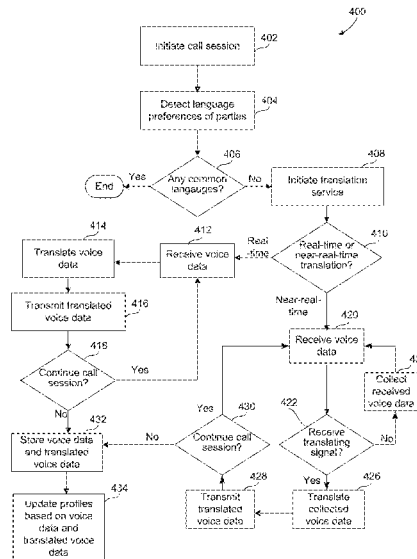 400
Initiate call session
402
Detect language
preferences of parties
404
Any common
langauges?
406
Yes
End
No
Initiate translation
service
408
Real-time or
near-real-time
translation?
410
Real-
time
Near-real-
time
Receive voice data
412
Translate voice
data
414
Transmit translated
voice data
416
Continue call
session?
418
Yes
No
Receive voice
data
420
Receive
translating
signal?
422
No
Collect
received
voice data
Yes
Translate
collected
voice data
426
Transmit
translated
voice data
428
Continue call
session?
430
Yes
No
Store voice data
and translated
voice data
432
Update profiles
based on voice
data and
translated voice
data
434